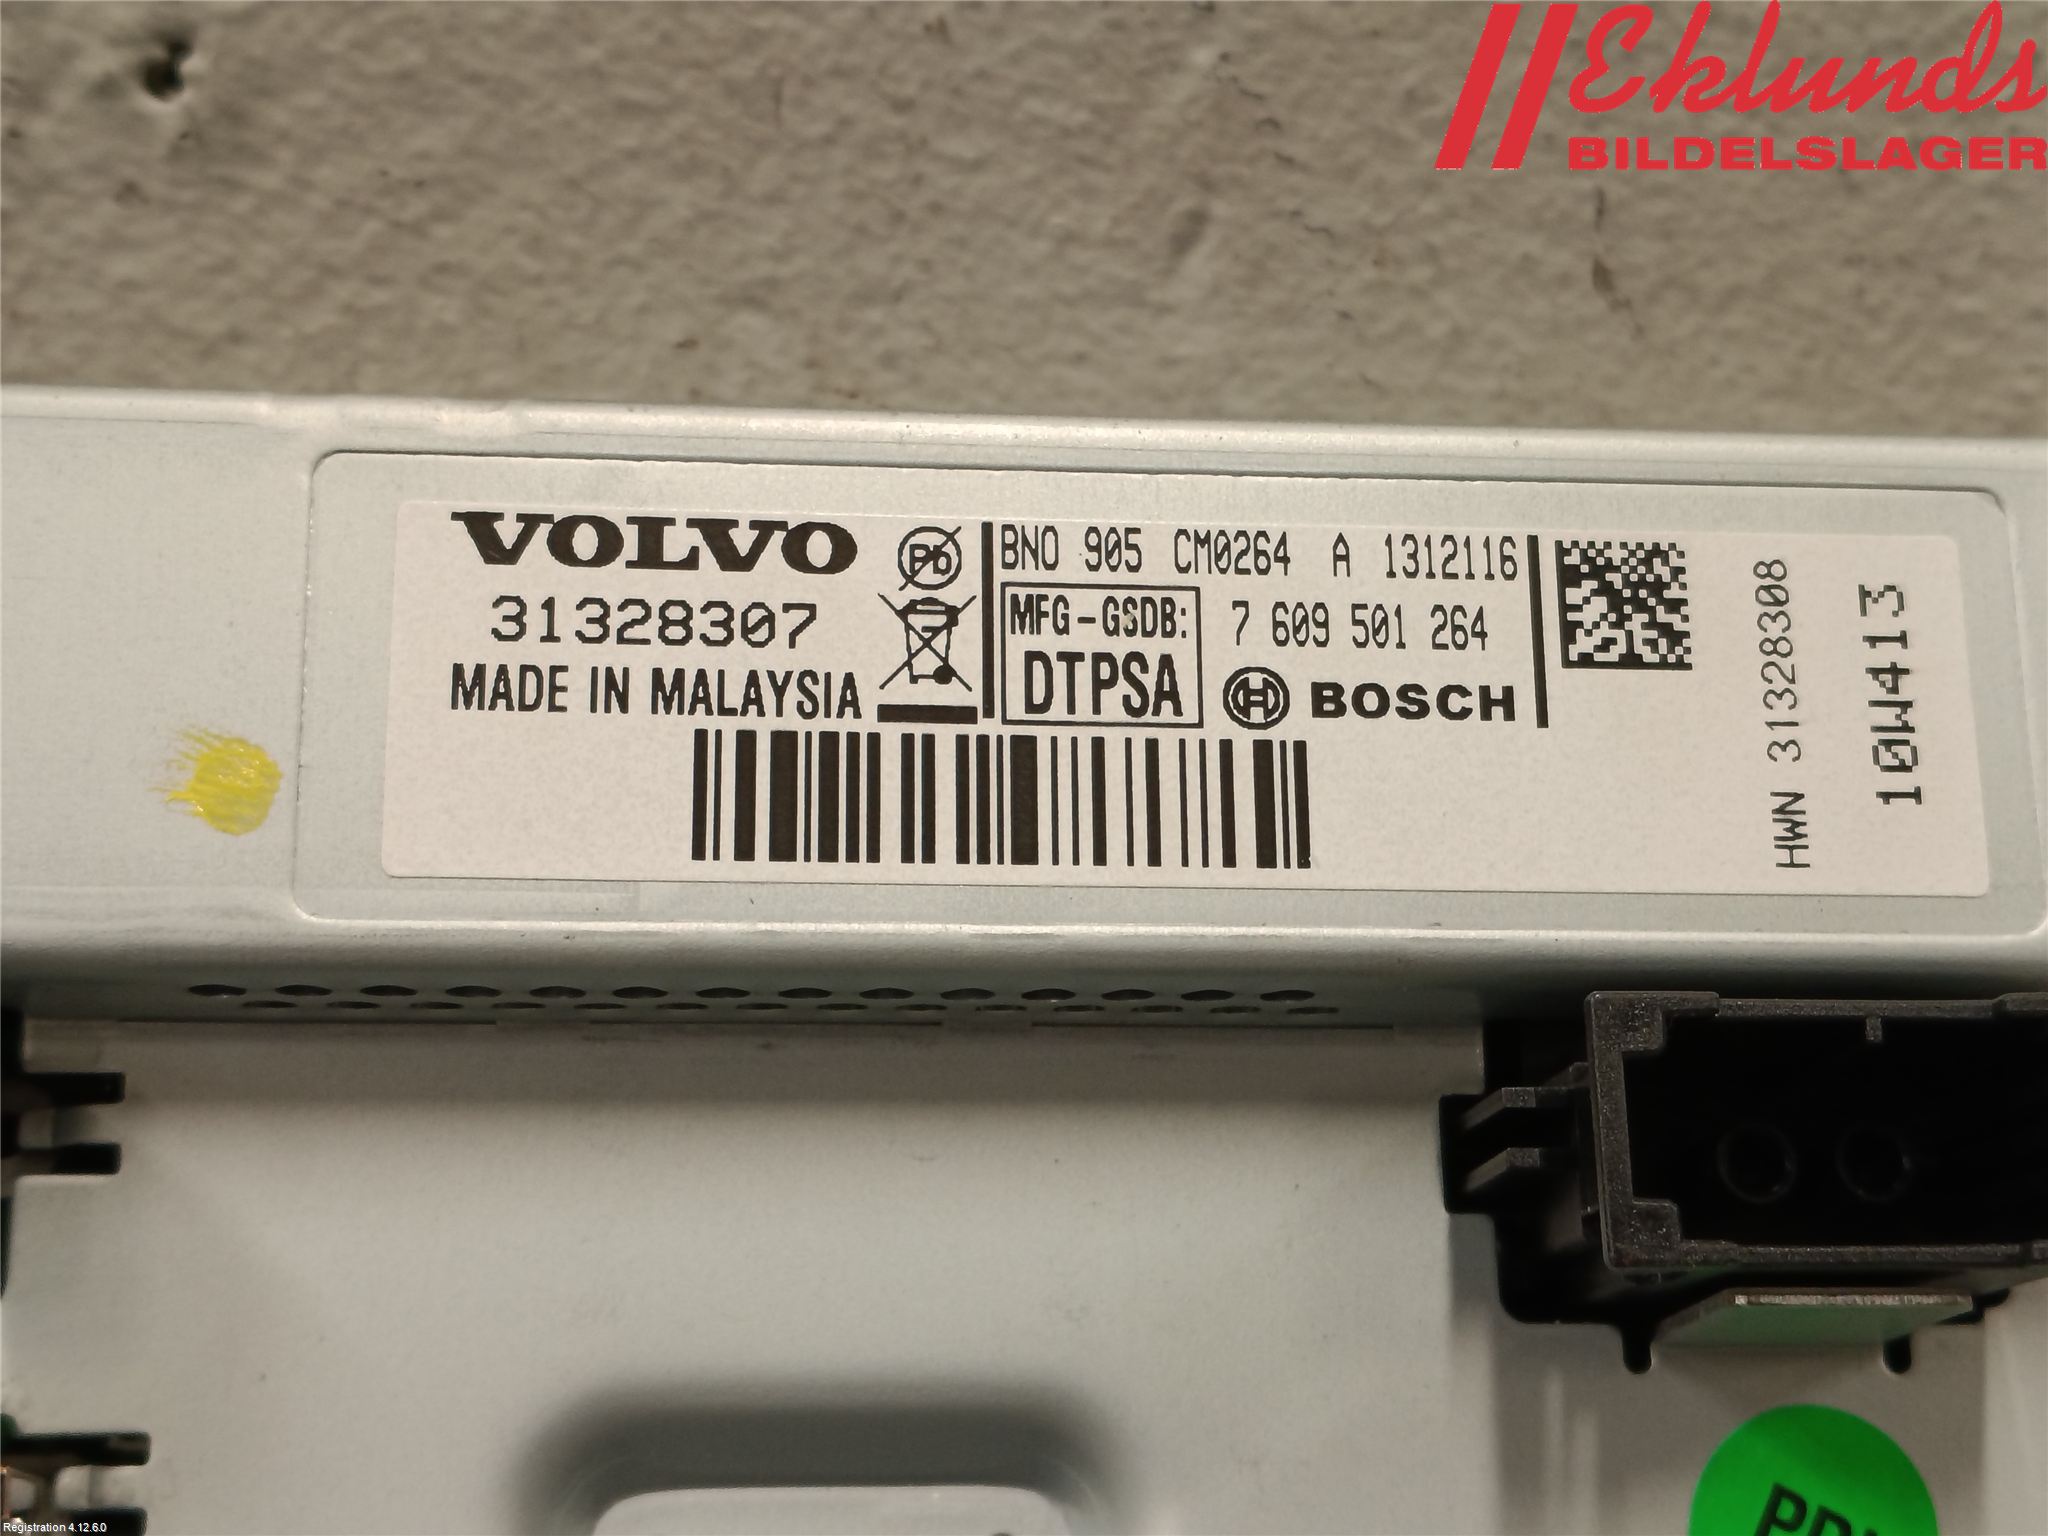 Eklunds
BILDELSLAGER
VOLVO
31328307
MADE IN MALAYSIA
Pb
BNO 905 CM0264 A 1312116
MFG-GSDB:
DTPSA
7 609 501 264
BOSCH
HWN 31328308
10W413
Registration 4.12.6.0